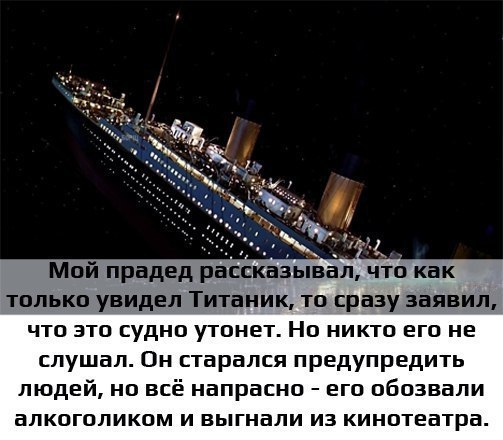 Мой прадед рассказывал, что как
только увидел Титаник, то сразу заявил,
что это судно утонет. Но никто его не
слушал. Он старался предупредить
людей, но всё напрасно - его обозвали
алкоголиком и выгнали из кинотеатра.